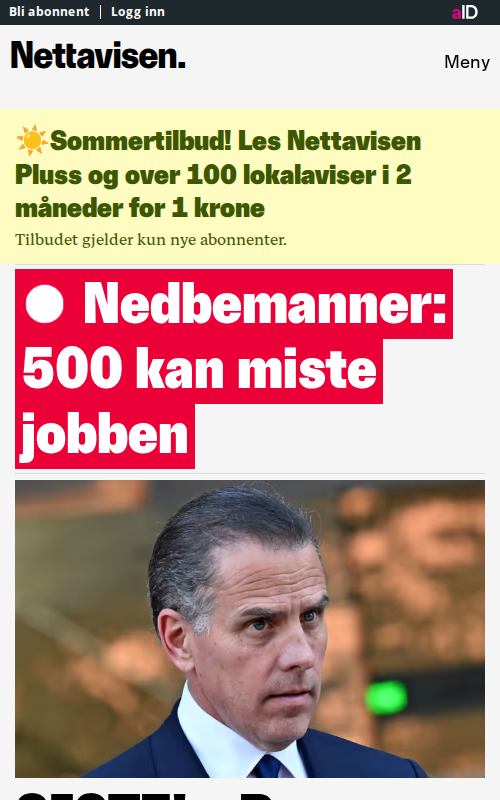 Bli abonnent | Logg inn
aID
Nettavisen.
Meny
☀️Sommertilbud! Les Nettavisen
Pluss og over 100 lokalaviser i 2
måneder for 1 krone
Tilbudet gjelder kun nye abonnenter.
Nedbemanner:
500 kan miste
jobben